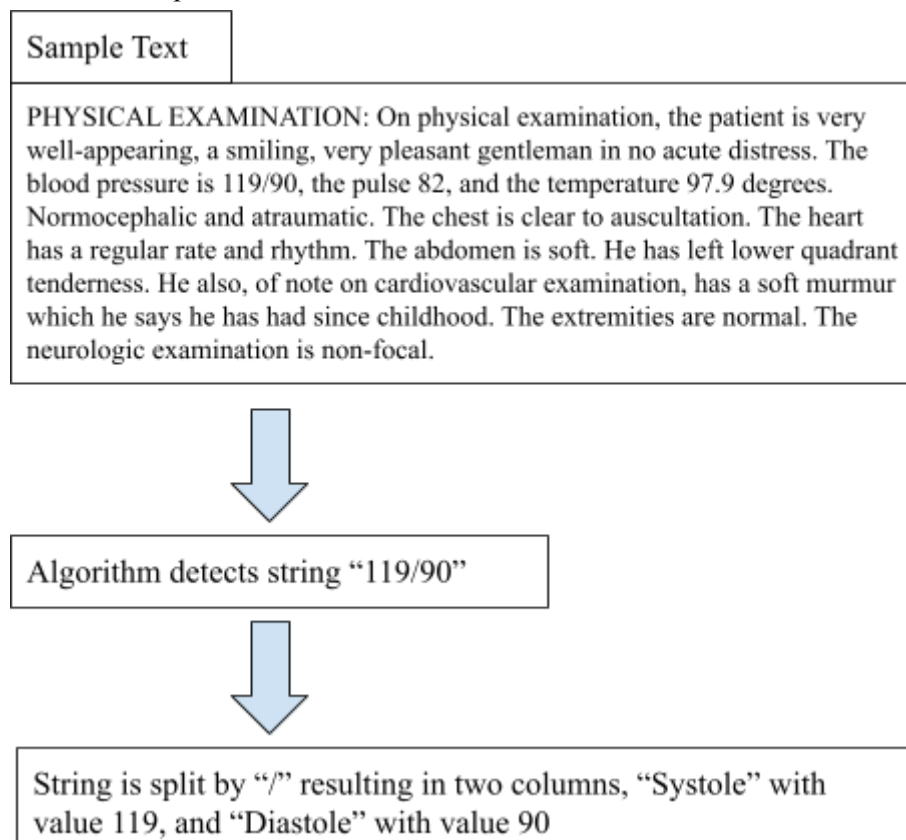 Sample Text
PHYSICAL EXAMINATION: On physical examination, the patient is very
well-appearing, a smiling, very pleasant gentleman in no acute distress. The
blood pressure is 119/90, the pulse 82, and the temperature 97.9 degrees.
Normocephalic and atraumatic. The chest is clear to auscultation. The heart
has a regular rate and rhythm. The abdomen is soft. He has left lower quadrant
tenderness. He also, of note on cardiovascular examination, has a soft murmur
which he says he has had since childhood. The extremities are normal. The
neurologic examination is non-focal.
Algorithm detects string “119/90”
String is split by “/” resulting in two columns, “Systole” with
value 119, and “Diastole” with value 90